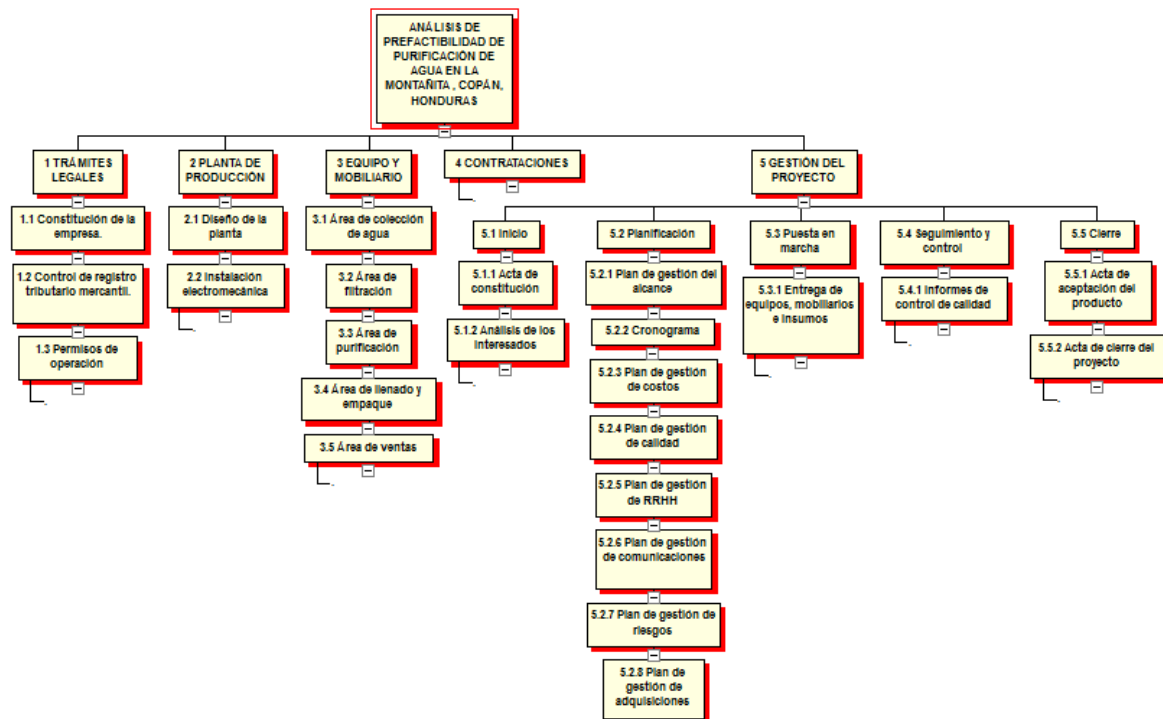 ANÁLISIS DE
PREFACTIBILIDAD DE
PURIFICACIÓN DE
AGUA EN LA
MONTAÑITA , COPÁN,
HONDURAS
1 TRÁMITES
LEGALES
1.1 Constitución de la
empresa.
1.2 Control de registro
tributario mercantil.
1.3 Permisos de
operación
2 PLANTA DE
PRODUCCIÓN
2.1 Diseño de la
planta
2.2 Instalación
electromecánica
3 EQUIPO Y
MOBILIARIO
3.1 Área de colección
de agua
3.2 Área de
filtración
3.3 Área de
purificación
3.4 Área de llenado y
empaque
3.5 Área de ventas
4 CONTRATACIONES
5 GESTIÓN DEL
PROYECTO
5.1 Inicio
5.1.1 Acta de
constitución
5.1.2 Análisis de los
interesados
5.2 Planificación
5.2.1 Plan de gestión del
alcance
5.2.2 Cronograma
5.2.3 Plan de gestión
de costos
5.2.4 Plan de gestión
de calidad
5.2.5 Plan de gestión
de RRHH
5.2.6 Plan de gestión
de comunicaciones
5.2.7 Plan de gestión de
riesgos
5.2.8 Plan de
gestión de
adquisiciones
5.3 Puesta en
marcha
5.3.1 Entrega de
equipos, mobiliarios
e insumos
5.4 Seguimiento y
control
5.4.1 Informes de
control de calidad
5.5 Cierre
5.5.1 Acta de
aceptación del
producto
5.5.2 Acta de cierre del
proyecto